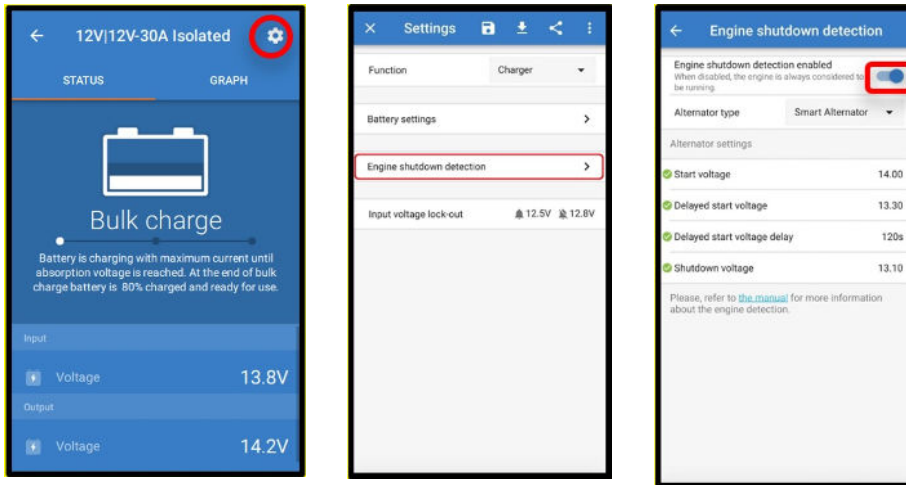 12V|12V-30A Isolated
STATUS GRAPH
Bulk charge
Battery is charging with maximum current until
absorption voltage is reached. At the end of bulk
charge battery is 80% charged and ready for use.
Input
Voltage 13.8V
Output
Voltage 14.2V
Settings
Function Charger
Battery settings
Engine shutdown detection
Input voltage lock-out 12.5V 12.8V
Engine shutdown detection
Engine shutdown detection enabled
When disabled, the engine is always considered to
be running.
Alternator type Smart Alternator
Alternator settings
Start voltage 14.00
Delayed start voltage 13.30
Delayed start voltage delay 120s
Shutdown voltage 13.10
Please, refer to the manual for more information
about the engine detection.